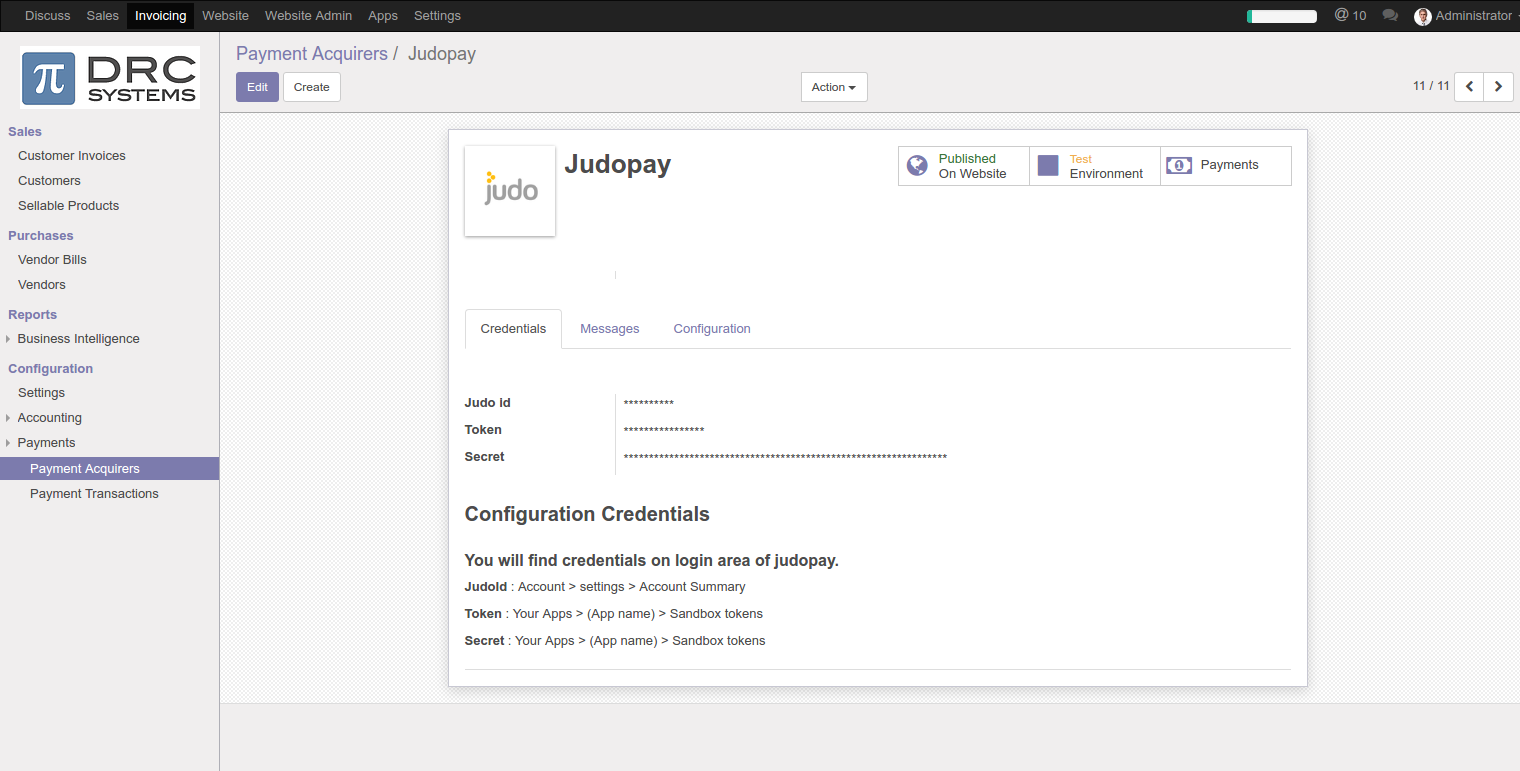 Discuss Sales Invoicing Website Website Admin Apps Settings @ 10 Administrator
π DRC SYSTEMS
Sales
Customer Invoices
Customers
Sellable Products
Purchases
Vendor Bills
Vendors
Reports
Business Intelligence
Configuration
Settings
Accounting
Payments
Payment Acquirers
Payment Transactions
Payment Acquirers / Judopay
Edit Create Action 11 / 11
judo
Judopay
Published
On Website
Test
Environment
1
Payments
Credentials Messages Configuration
Judo id **********
Token ****************
Secret ****************************************************************
Configuration Credentials
You will find credentials on login area of judopay.
JudoId : Account > settings > Account Summary
Token : Your Apps > (App name) > Sandbox tokens
Secret : Your Apps > (App name) > Sandbox tokens